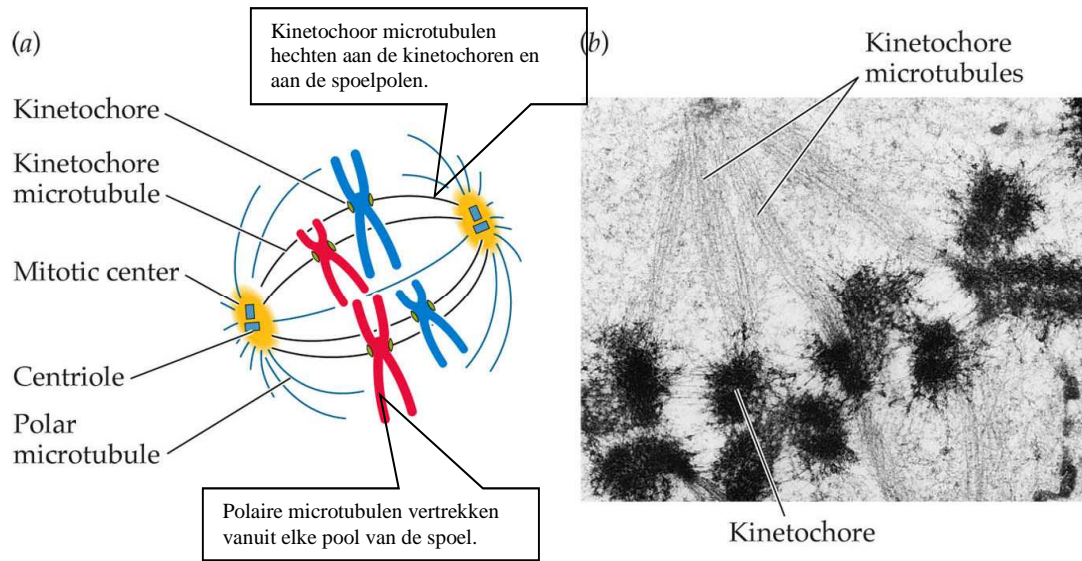 (a)
Kinetochoor microtubulen
hechten aan de kinetochoren en
aan de spoelpolen.
Kinetochore
Kinetochore
microtubule
Mitotic center
Centriole
Polar
microtubule
Polaire microtubulen vertrekken
vanuit elke pool van de spoel.
(b)
Kinetochore
microtubules
Kinetochore